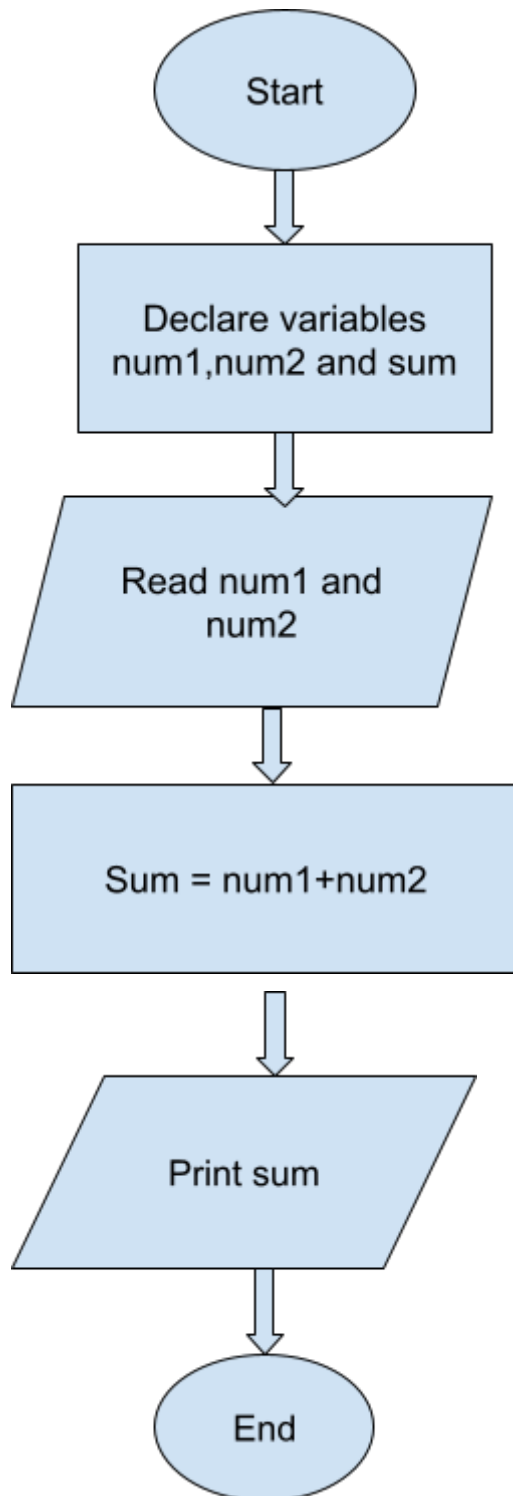 Start
Declare variables
num1,num2 and sum
Read num1 and
num2
Sum = num1+num2
Print sum
End